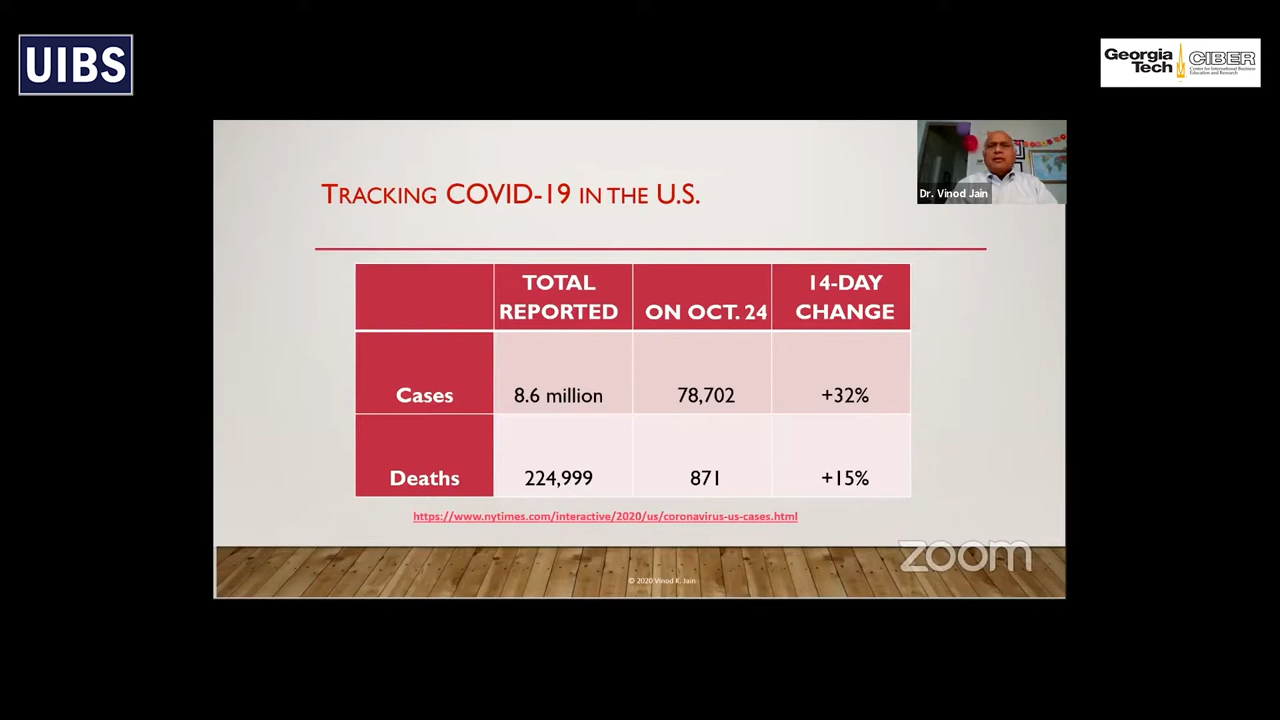 UIBS
Georgia
Tech
CIBER
Center for International Business
Education and Research
Dr. Vinod Jain
TRACKING COVID-19 IN THE U.S.
TOTAL REPORTED
ON OCT. 24
14-DAY CHANGE
Cases 8.6 million 78,702 +32%
Deaths 224,999 871 +15%
https://www.nytimes.com/interactive/2020/us/coronavirus-us-cases.html
zoom
© 2020 Vinod K. Jain